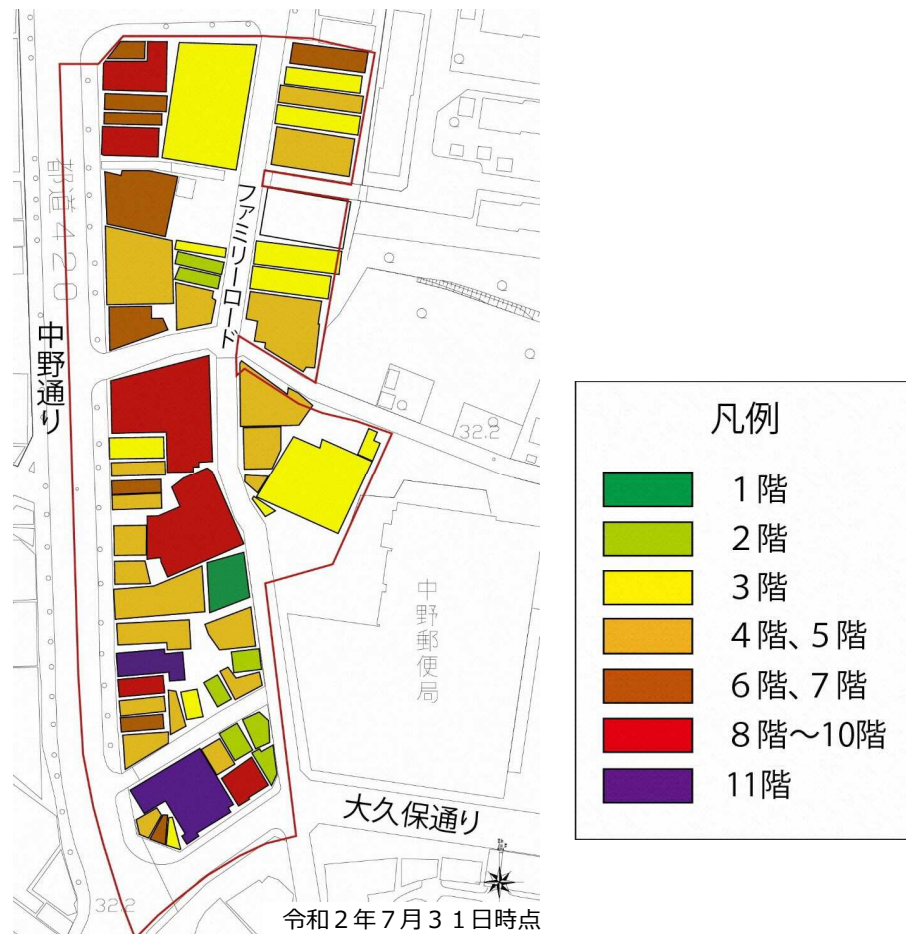 都道420
ファミリーロード
中野通り
32.2
中野郵便局
大久保通り
32.2
令和2年7月31日時点
凡例
1階
2階
3階
4階、5階
6階、7階
8階～10階
11階